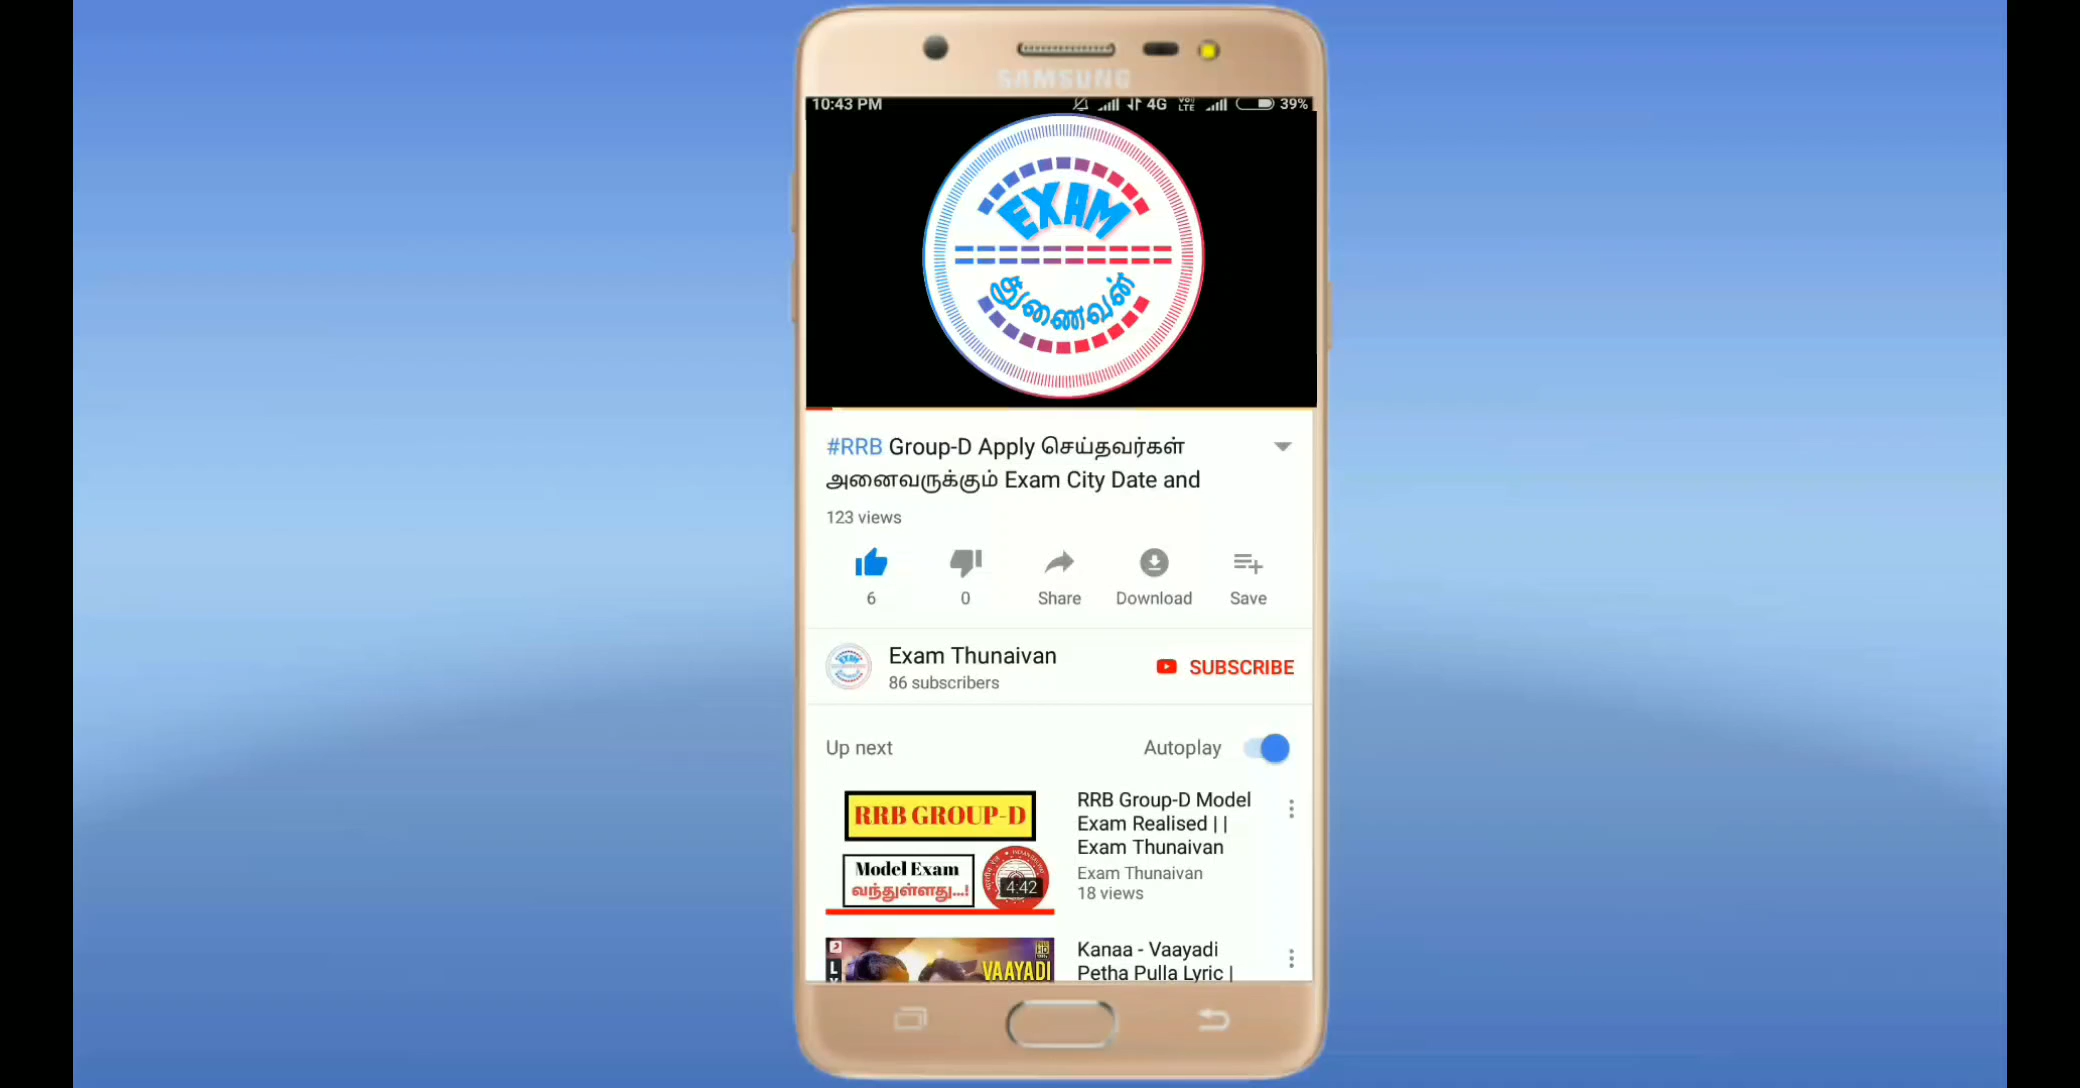 SAMSUNG
10:43 PM
4G VoLTE 39%
EXAM
துணைவன்
#RRB Group-D Apply செய்தவர்கள்
அனைவருக்கும் Exam City Date and
123 views
6
0
Share
Download
Save
Exam Thunaivan
86 subscribers
SUBSCRIBE
Up next
Autoplay
RRB GROUP-D
Model Exam
வந்துள்ளது...!
4:42
RRB Group-D Model
Exam Realised | |
Exam Thunaivan
Exam Thunaivan
18 views
VAAYADI
Kanaa - Vaayadi
Petha Pulla Lyric |